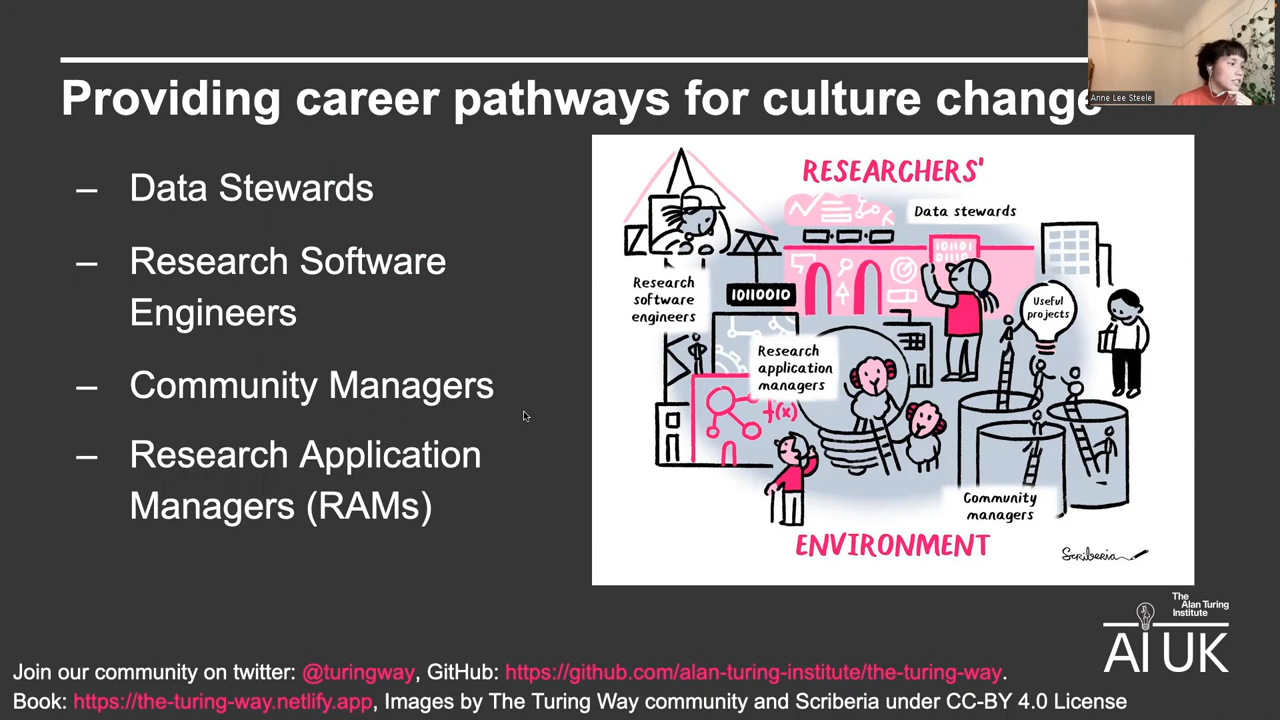 Providing career pathways for culture change
Anne Lee Steele
– Data Stewards
– Research Software
Engineers
– Community Managers
– Research Application
Managers (RAMs)
RESEARCHERS'
Data stewards
10110
0110
Research
software
engineers
10110010
Useful
projects
Research
application
managers
f(x)
Community
managers
ENVIRONMENT
Scriberia
The
Alan Turing
Institute
AI UK
Join our community on twitter: @turingway, GitHub: https://github.com/alan-turing-institute/the-turing-way.
Book: https://the-turing-way.netlify.app, Images by The Turing Way community and Scriberia under CC-BY 4.0 License